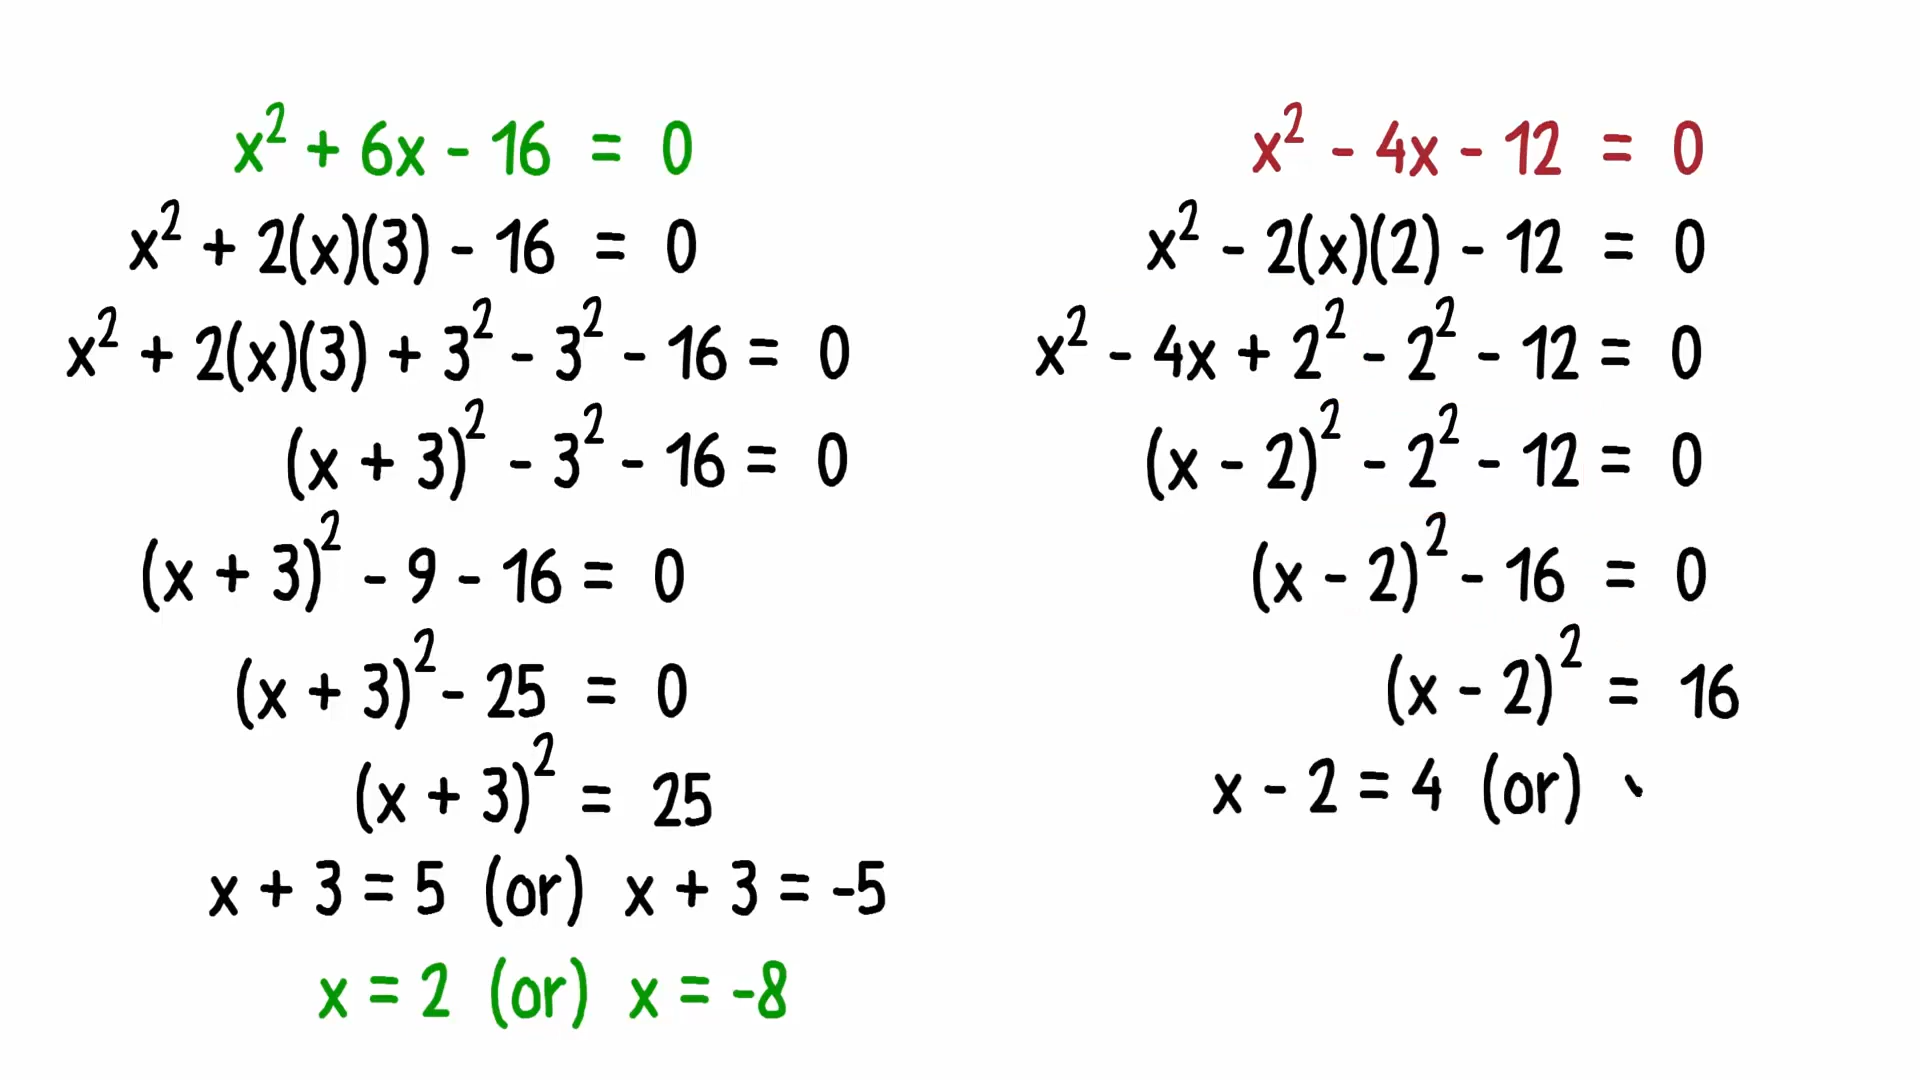 x² + 6x - 16 = 0
x² + 2(x)(3) - 16 = 0
x² + 2(x)(3) + 3² - 3² - 16 = 0
(x + 3)² - 3² - 16 = 0
(x + 3)² - 9 - 16 = 0
(x + 3)² - 25 = 0
(x + 3)² = 25
x + 3 = 5 (or) x + 3 = -5
x = 2 (or) x = -8
x² - 4x - 12 = 0
x² - 2(x)(2) - 12 = 0
x² - 4x + 2² - 2² - 12 = 0
(x - 2)² - 2² - 12 = 0
(x - 2)² - 16 = 0
(x - 2)² = 16
x - 2 = 4 (or)